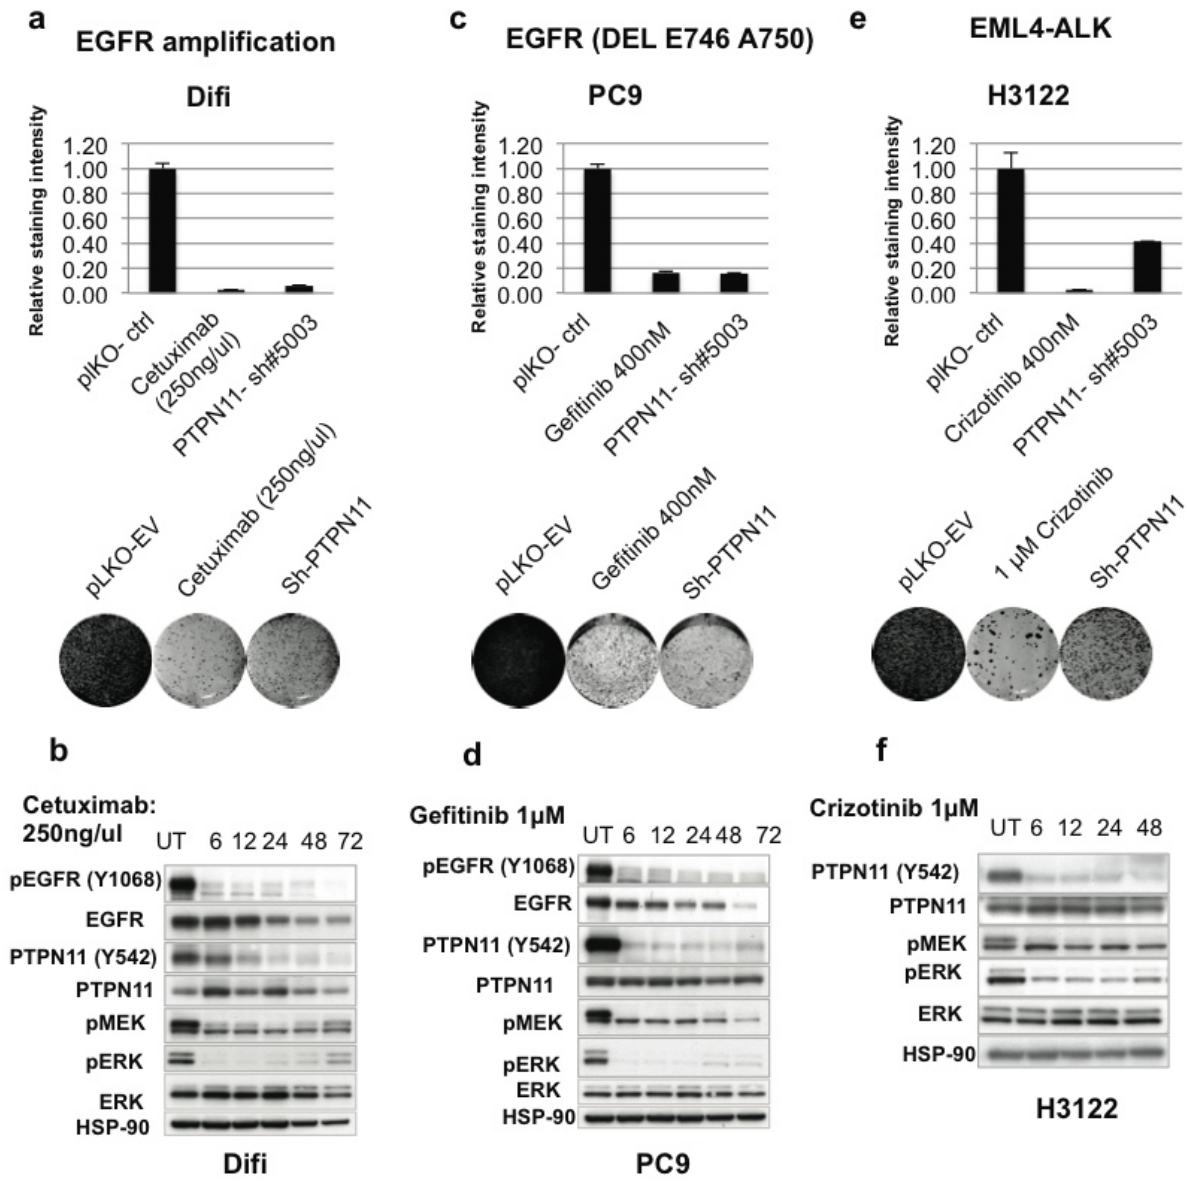 a
EGFR amplification
Difi
Relative staining intensity
1.20
1.00
0.80
0.60
0.40
0.20
0.00
plKO- ctrl
Cetuximab
(250ng/ul)
PTPN11- sh#5003
pLKO-EV
Cetuximab (250ng/ul)
Sh-PTPN11
b
Cetuximab:
250ng/ul
UT 6 12 24 48 72
pEGFR (Y1068)
EGFR
PTPN11 (Y542)
PTPN11
pMEK
pERK
ERK
HSP-90
Difi
c
EGFR (DEL E746 A750)
PC9
Relative staining intensity
1.20
1.00
0.80
0.60
0.40
0.20
0.00
plKO- ctrl
Gefitinib 400nM
PTPN11- sh#5003
pLKO-EV
Gefitinib 400nM
Sh-PTPN11
d
Gefitinib 1µM
UT 6 12 24 48 72
pEGFR (Y1068)
EGFR
PTPN11 (Y542)
PTPN11
pMEK
pERK
ERK
HSP-90
PC9
e
EML4-ALK
H3122
Relative staining intensity
1.20
1.00
0.80
0.60
0.40
0.20
0.00
plKO- ctrl
Crizotinib 400nM
PTPN11- sh#5003
pLKO-EV
1 µM Crizotinib
Sh-PTPN11
f
Crizotinib 1µM
UT 6 12 24 48
PTPN11 (Y542)
PTPN11
pMEK
pERK
ERK
HSP-90
H3122